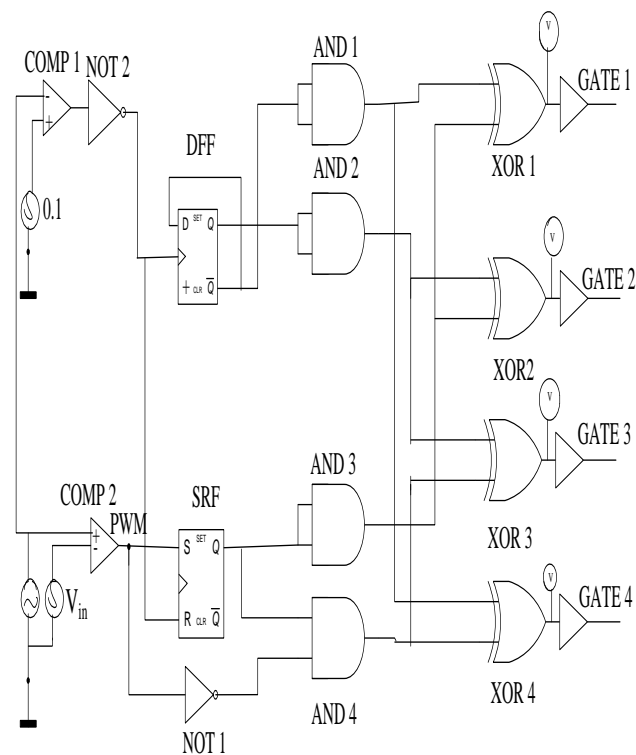 V
AND 1
COMP 1
NOT 2
GATE 1
-
+
DFF
AND 2
XOR 1
0.1
D SET Q
V
CLR Q
GATE 2
XOR2
V
GATE 3
AND 3
COMP 2
SRF
PWM
+
-
XOR 3
S SET Q
V
GATE 4
Vin
R CLR Q
XOR 4
AND 4
NOT 1